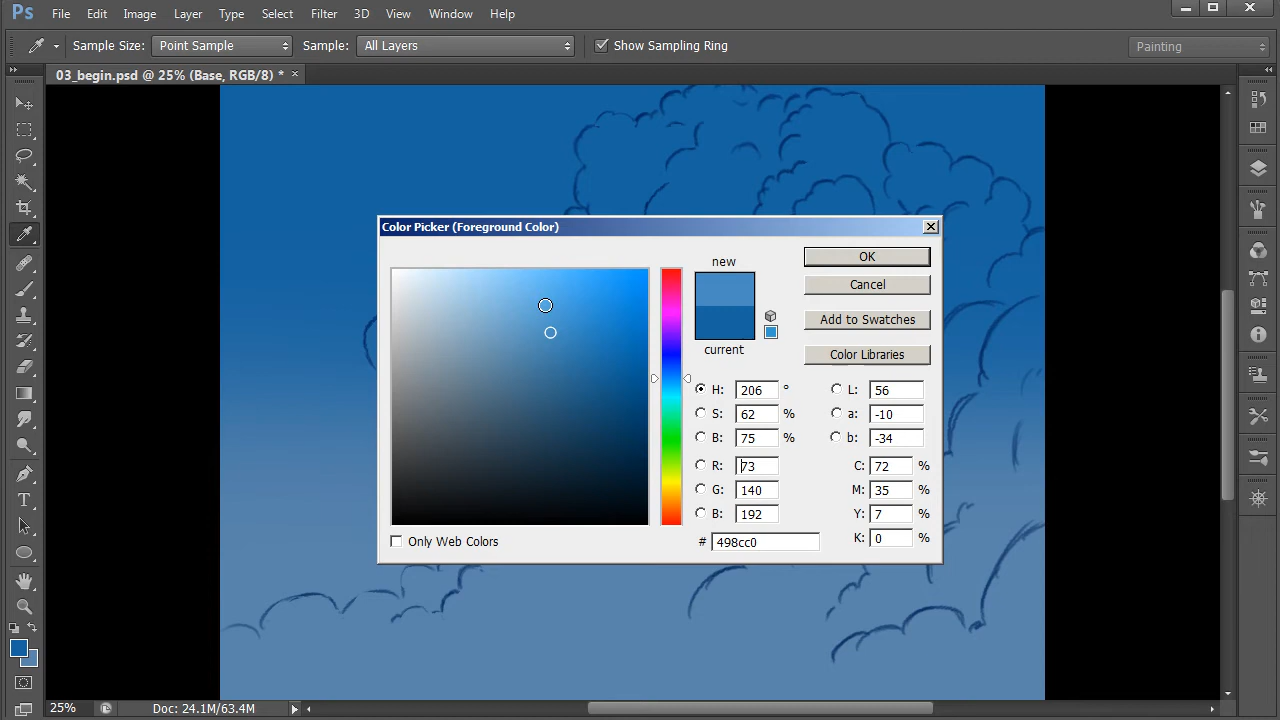 Ps File Edit Image Layer Type Select Filter 3D View Window Help
Sample Size: Point Sample Sample: All Layers Show Sampling Ring Painting
03_begin.psd @ 25% (Base, RGB/8) * ×
Color Picker (Foreground Color)
new
current
OK
Cancel
Add to Swatches
Color Libraries
H: 206 ° L: 56
S: 62 % a: -10
B: 75 % b: -34
R: 73 C: 72 %
G: 140 M: 35 %
B: 192 Y: 7 %
# 498cc0 K: 0 %
Only Web Colors
25% Doc: 24.1M/63.4M